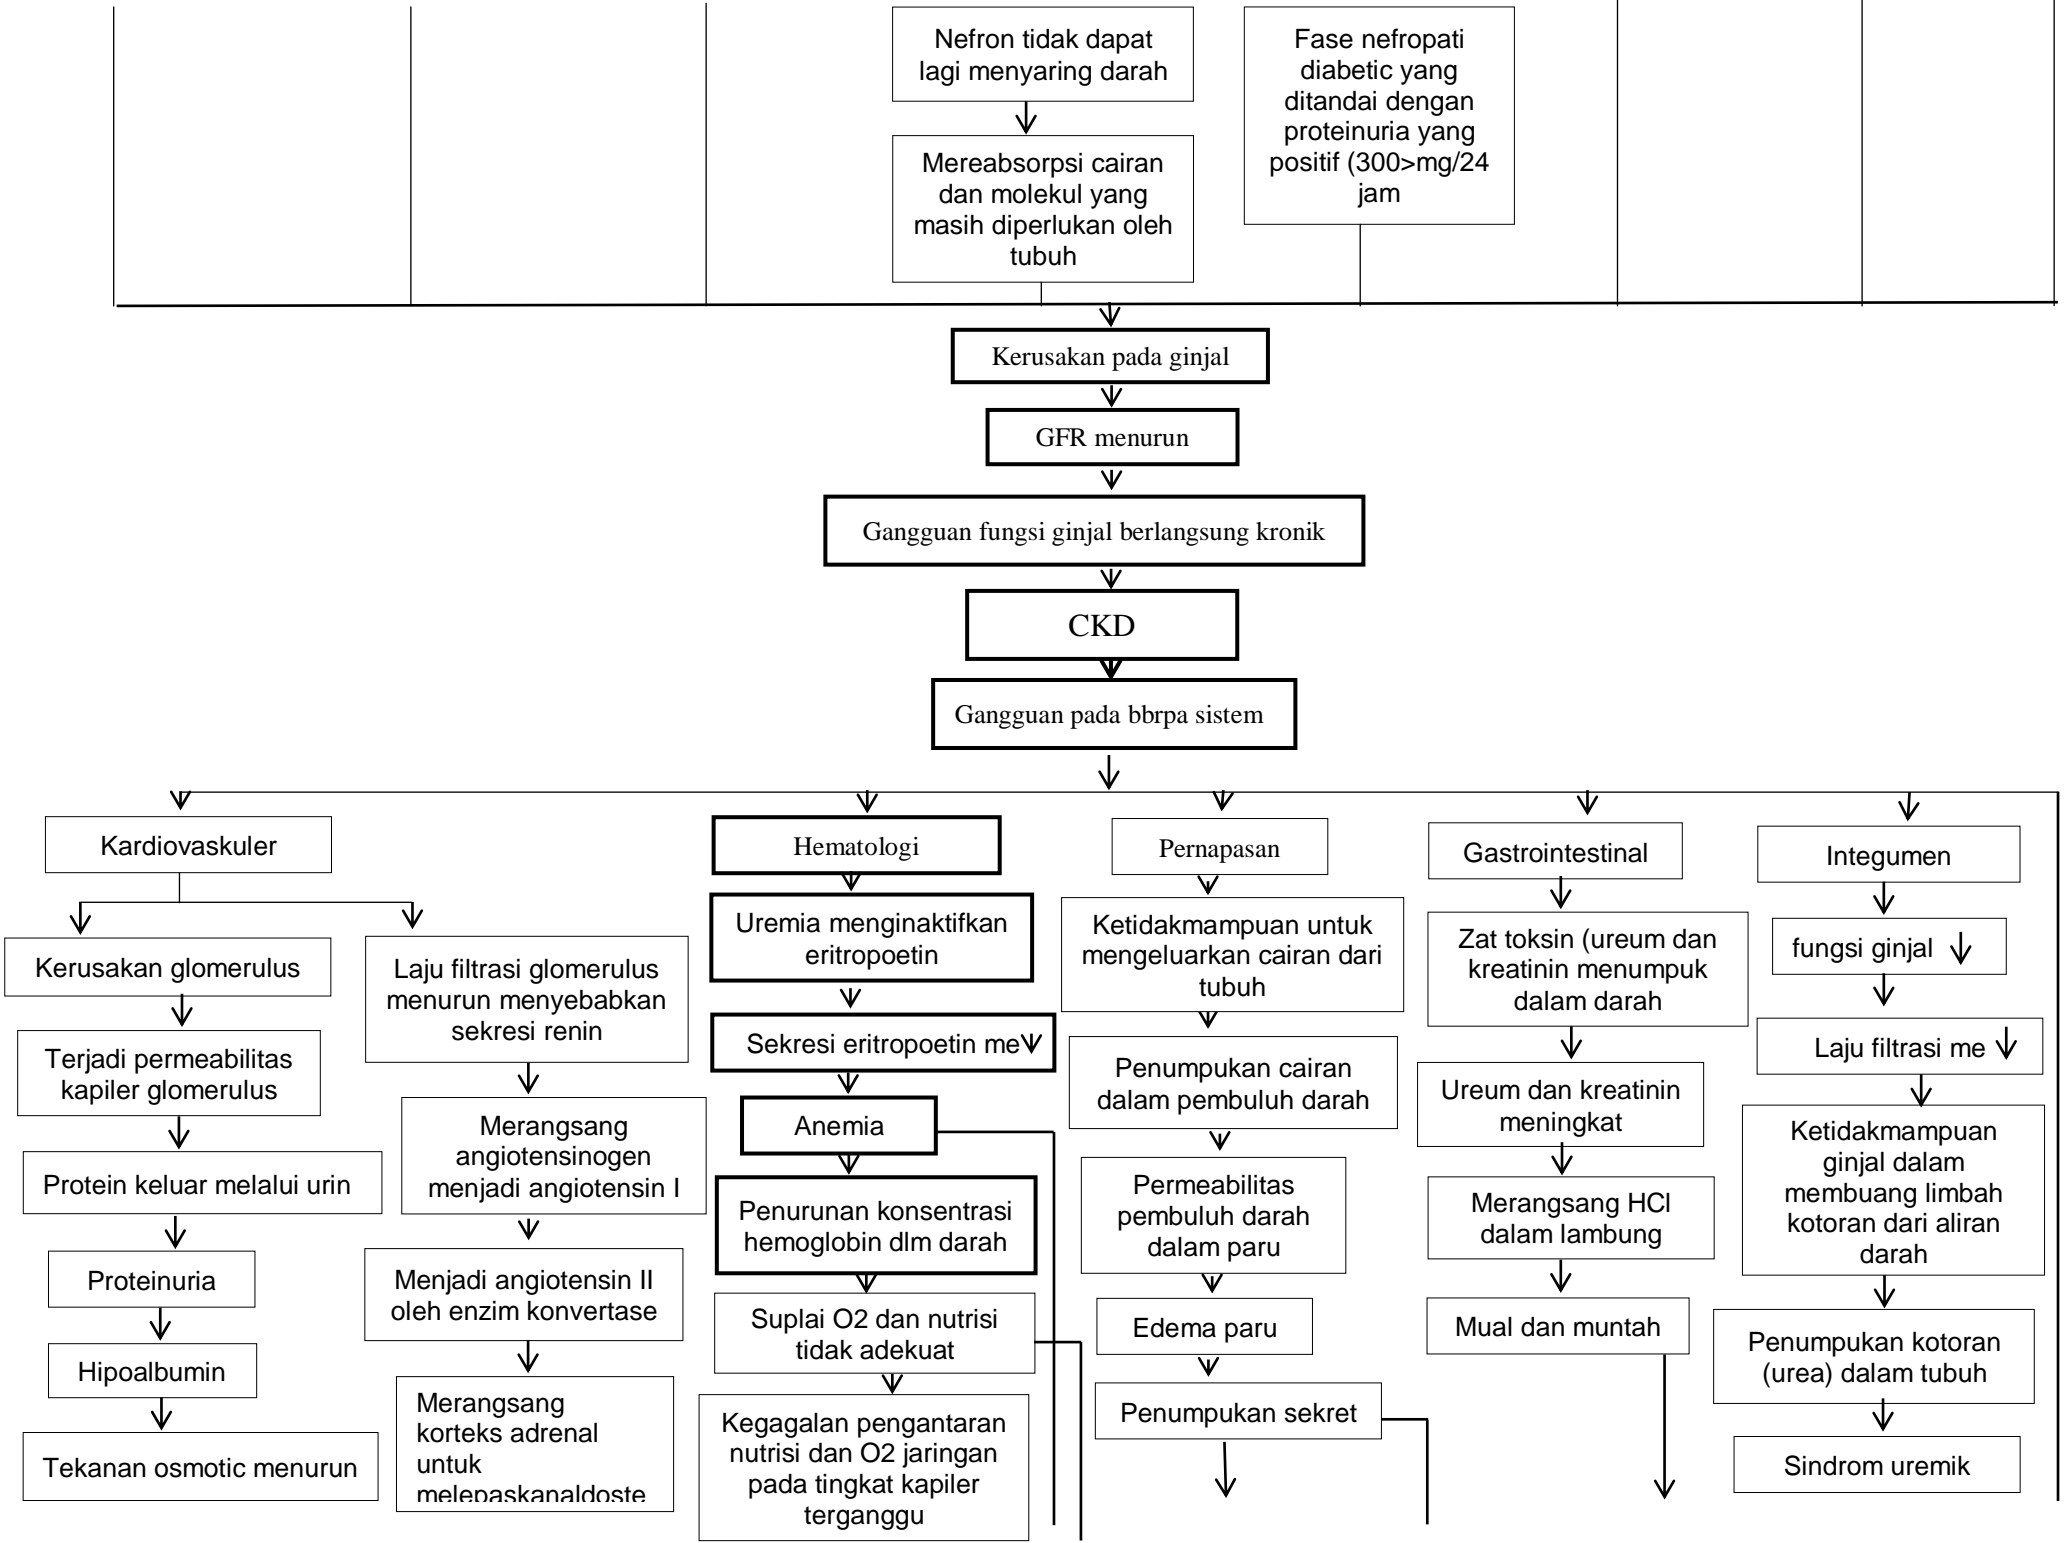 Nefron tidak dapat
lagi menyaring darah
Mereabsorpsi cairan
dan molekul yang
masih diperlukan oleh
tubuh
Fase nefropati
diabetic yang
ditandai dengan
proteinuria yang
positif (300>mg/24
jam
Kerusakan pada ginjal
GFR menurun
Gangguan fungsi ginjal berlangsung kronik
CKD
Gangguan pada bbrpa sistem
Kardiovaskuler
Kerusakan glomerulus
Terjadi permeabilitas
kapiler glomerulus
Protein keluar melalui urin
Proteinuria
Hipoalbumin
Tekanan osmotic menurun
Laju filtrasi glomerulus
menurun menyebabkan
sekresi renin
Merangsang
angiotensinogen
menjadi angiotensin I
Menjadi angiotensin II
oleh enzim konvertase
Merangsang
korteks adrenal
untuk
melepaskanaldoste
Hematologi
Uremia menginaktifkan
eritropoetin
Sekresi eritropoetin me
Anemia
Penurunan konsentrasi
hemoglobin dlm darah
Suplai O2 dan nutrisi
tidak adekuat
Kegagalan pengantaran
nutrisi dan O2 jaringan
pada tingkat kapiler
terganggu
Pernapasan
Ketidakmampuan untuk
mengeluarkan cairan dari
tubuh
Penumpukan cairan
dalam pembuluh darah
Permeabilitas
pembuluh darah
dalam paru
Edema paru
Penumpukan sekret
Gastrointestinal
Zat toksin (ureum dan
kreatinin menumpuk
dalam darah
Ureum dan kreatinin
meningkat
Merangsang HCl
dalam lambung
Mual dan muntah
Integumen
fungsi ginjal
Laju filtrasi me
Ketidakmampuan
ginjal dalam
membuang limbah
kotoran dari aliran
darah
Penumpukan kotoran
(urea) dalam tubuh
Sindrom uremik